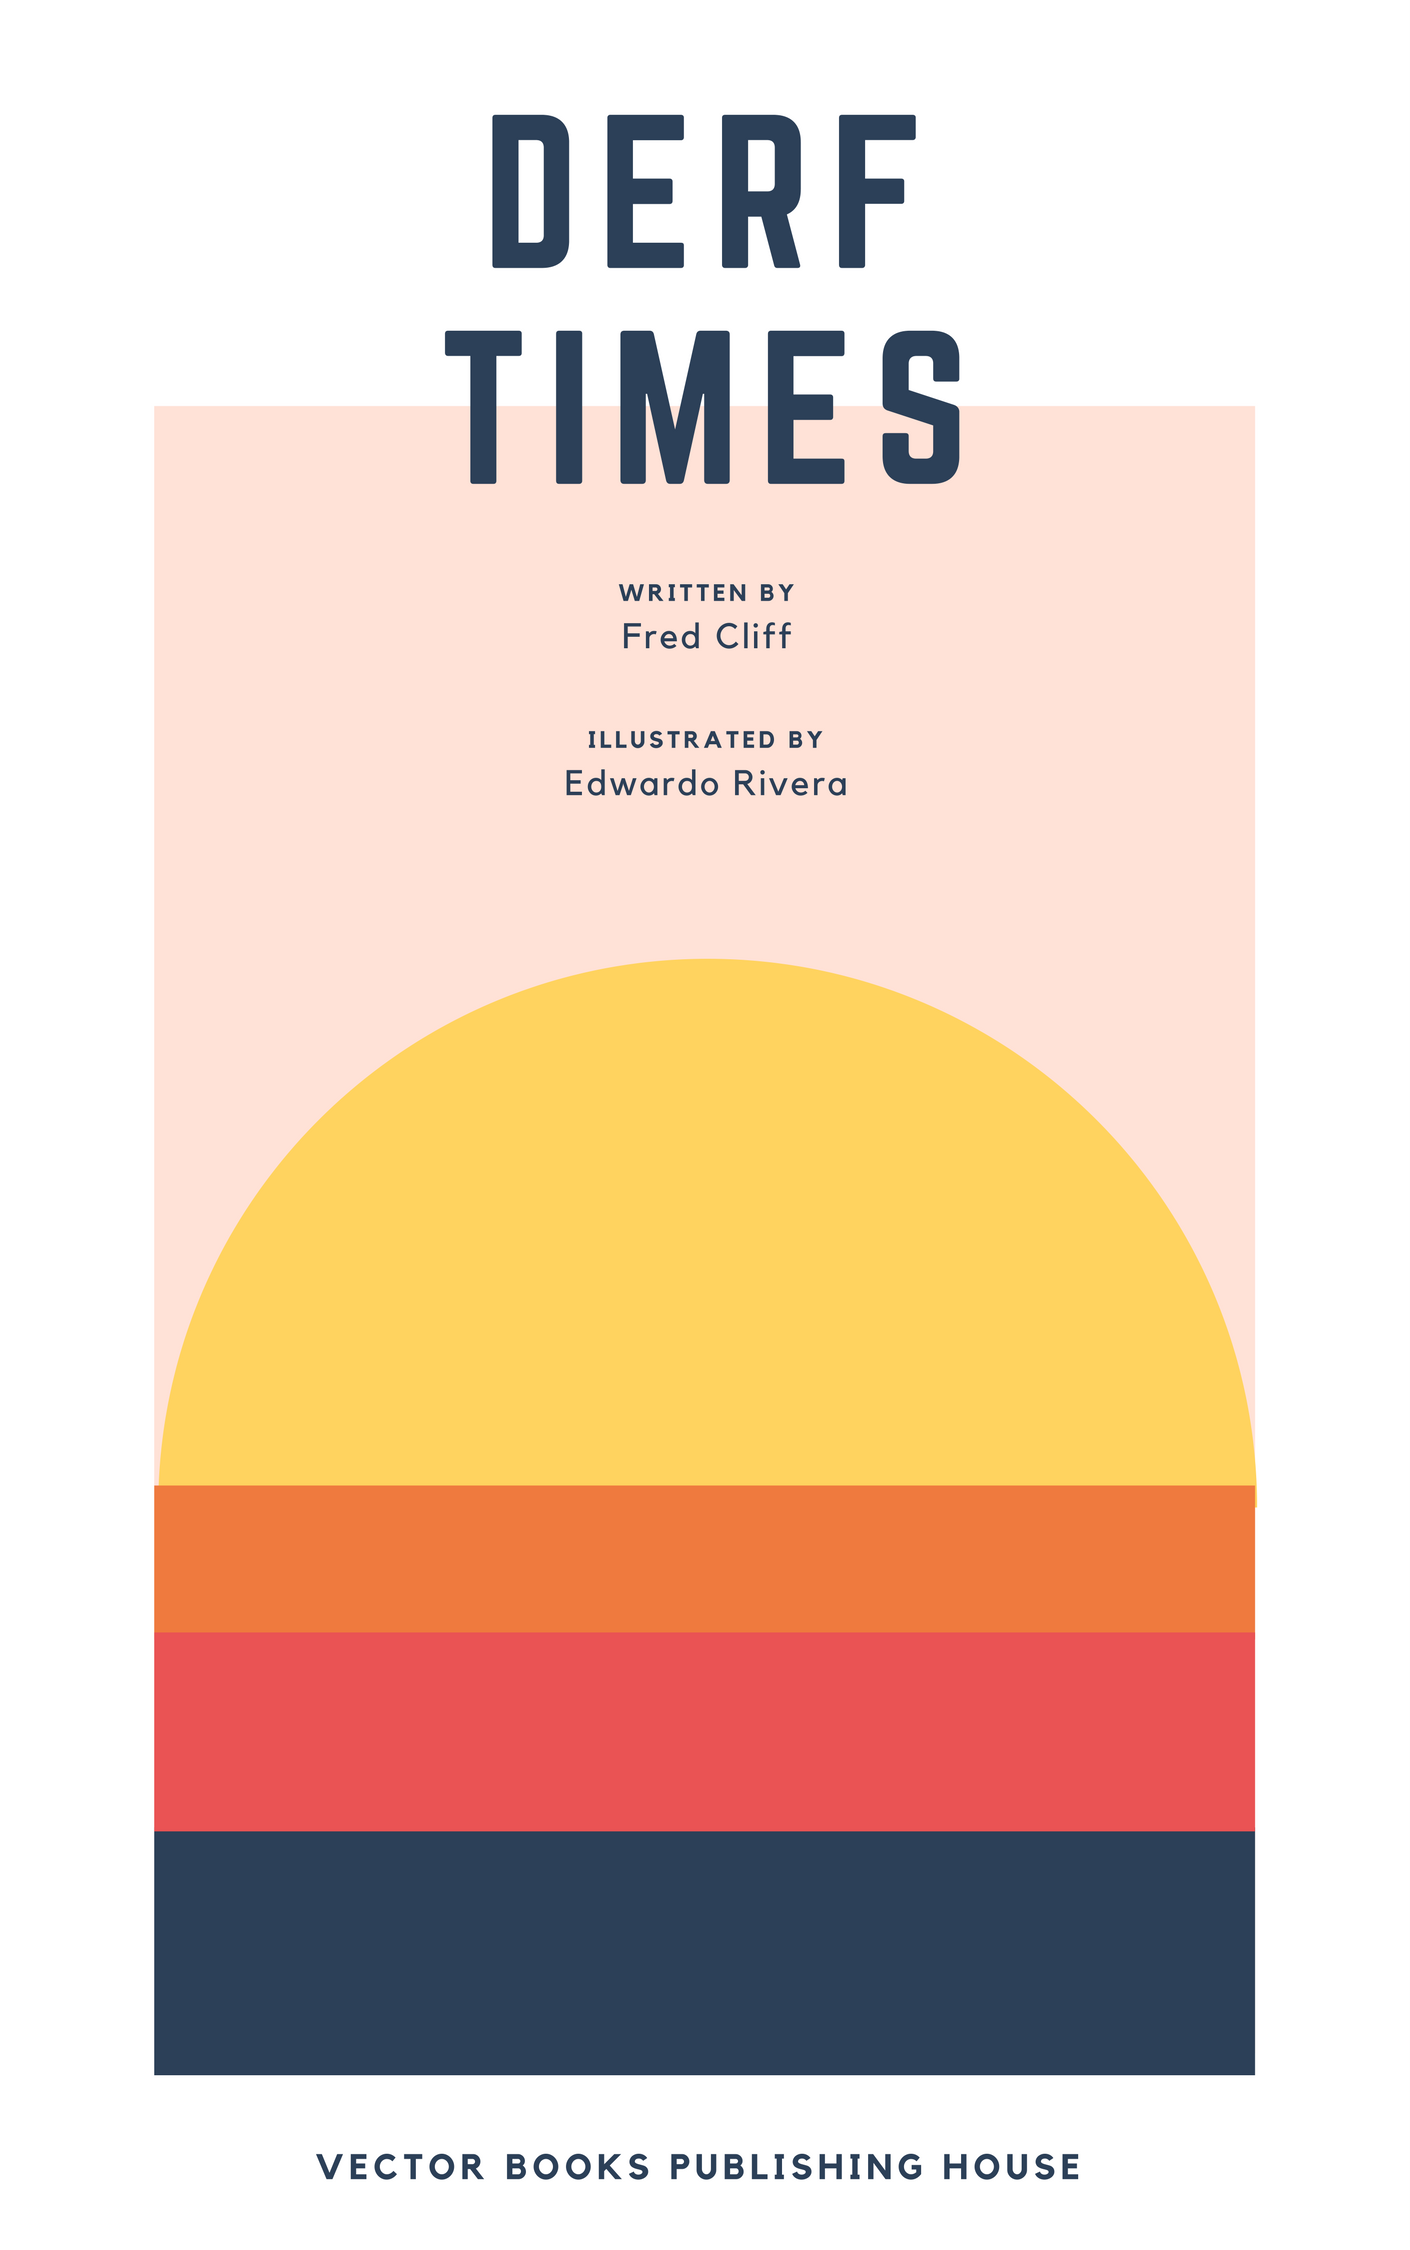 DERF
TIMES
WRITTEN BY
Fred Cliff
ILLUSTRATED BY
Edwardo Rivera
VECTOR BOOKS PUBLISHING HOUSE